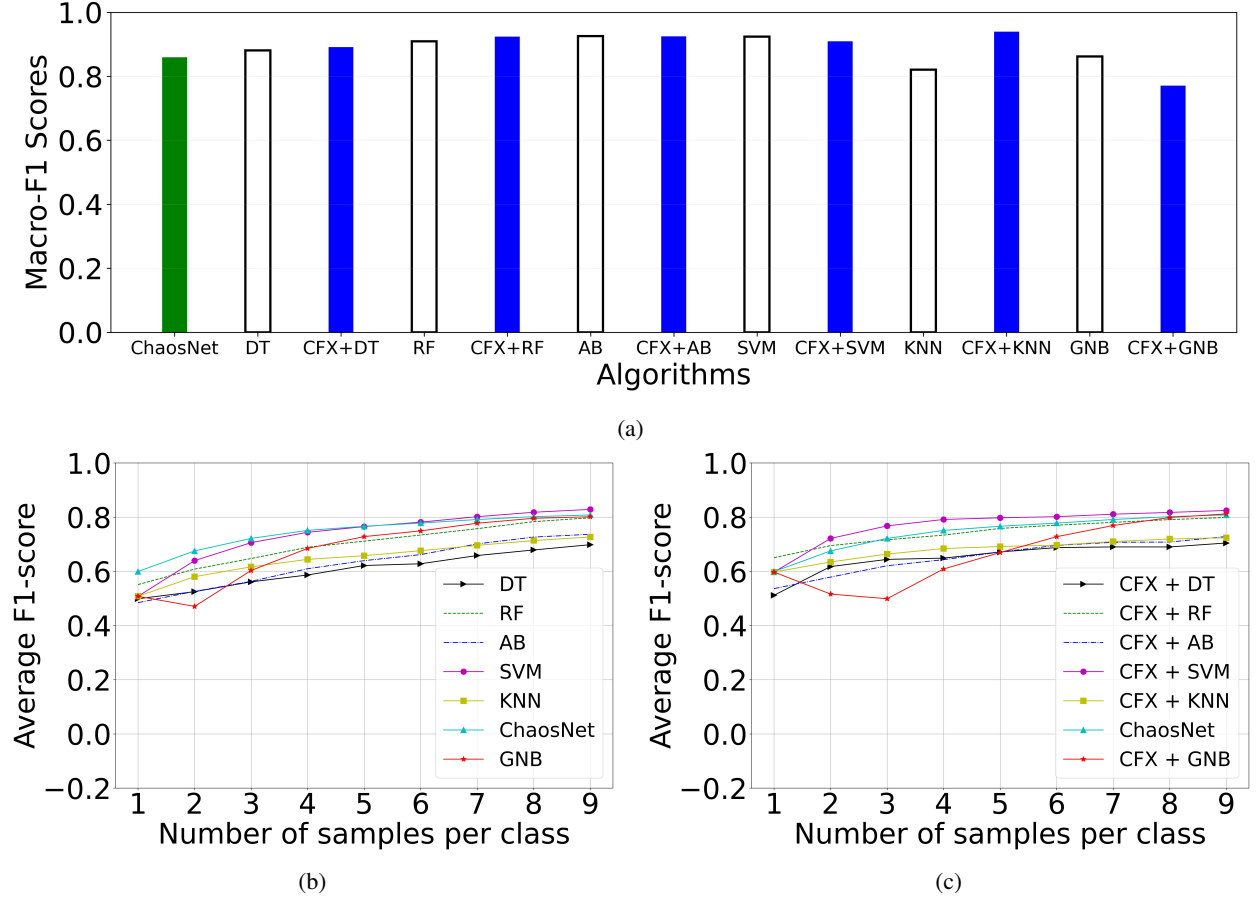 1.0
0.8
0.6
0.4
0.2
0.0
Macro-F1 Scores
ChaosNet DT CFX+DT RF CFX+RF AB CFX+AB SVM CFX+SVM KNN CFX+KNN GNB CFX+GNB
Algorithms
(a)
1.0
0.8
0.6
0.4
0.2
0.0
−0.2
Average F1-score
DT
RF
AB
SVM
KNN
ChaosNet
GNB
1 2 3 4 5 6 7 8 9
Number of samples per class
(b)
1.0
0.8
0.6
0.4
0.2
0.0
−0.2
Average F1-score
CFX + DT
CFX + RF
CFX + AB
CFX + SVM
CFX + KNN
ChaosNet
CFX + GNB
1 2 3 4 5 6 7 8 9
Number of samples per class
(c)